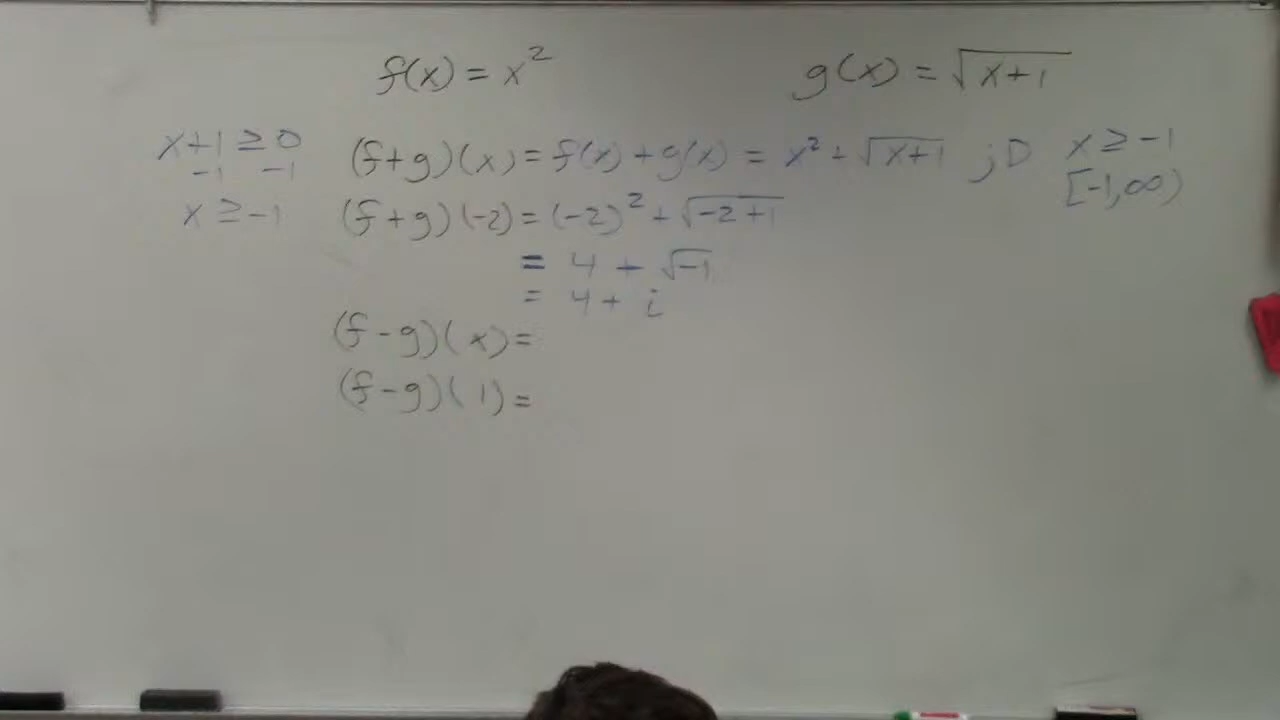 f(x) = x² g(x) = √(x+1)
x+1 ≥ 0 (f+g)(x) = f(x) + g(x) = x² + √(x+1) ; D x ≥ -1
-1 -1 [-1,∞)
x ≥ -1 (f+g)(-2) = (-2)² + √(-2+1)
= 4 + √-1
= 4 + i
(f-g)(x) =
(f-g)(1) =